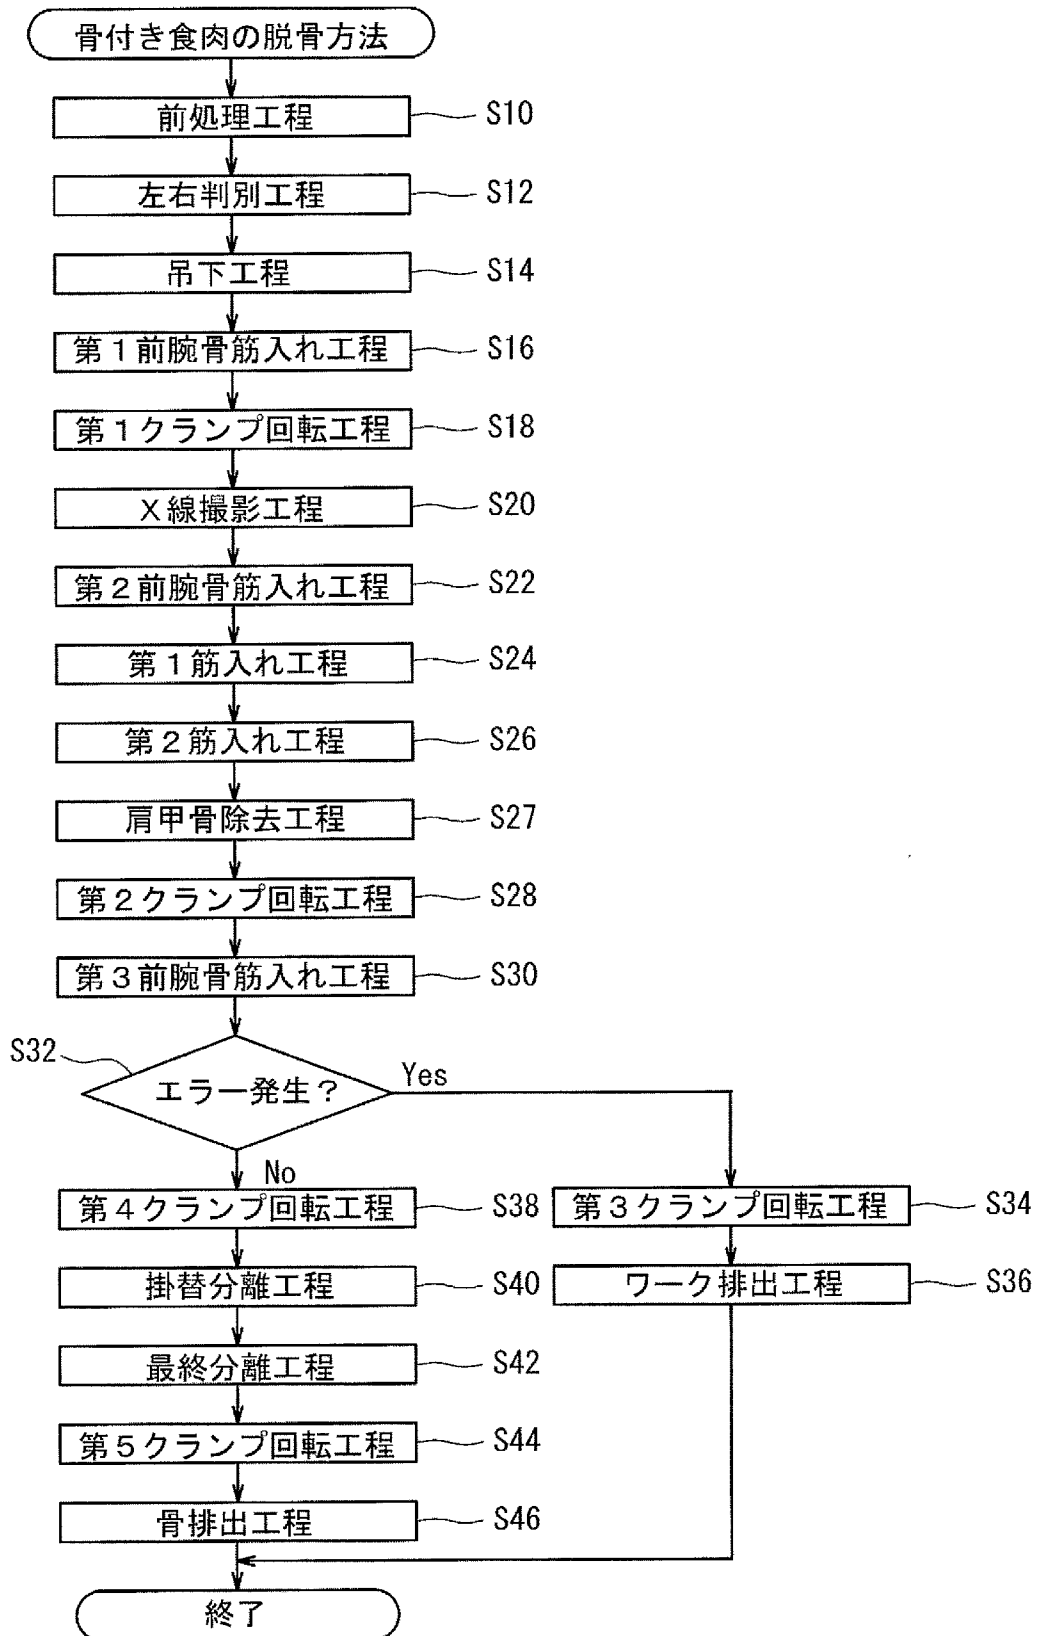 骨付き食肉の脱骨方法
前処理工程 S10
左右判別工程 S12
吊下工程 S14
第1前腕骨筋入れ工程 S16
第1クランプ回転工程 S18
X線撮影工程 S20
第2前腕骨筋入れ工程 S22
第1筋入れ工程 S24
第2筋入れ工程 S26
肩甲骨除去工程 S27
第2クランプ回転工程 S28
第3前腕骨筋入れ工程 S30
S32 エラー発生? Yes
No
第4クランプ回転工程 S38
第3クランプ回転工程 S34
掛替分離工程 S40
ワーク排出工程 S36
最終分離工程 S42
第5クランプ回転工程 S44
骨排出工程 S46
終了